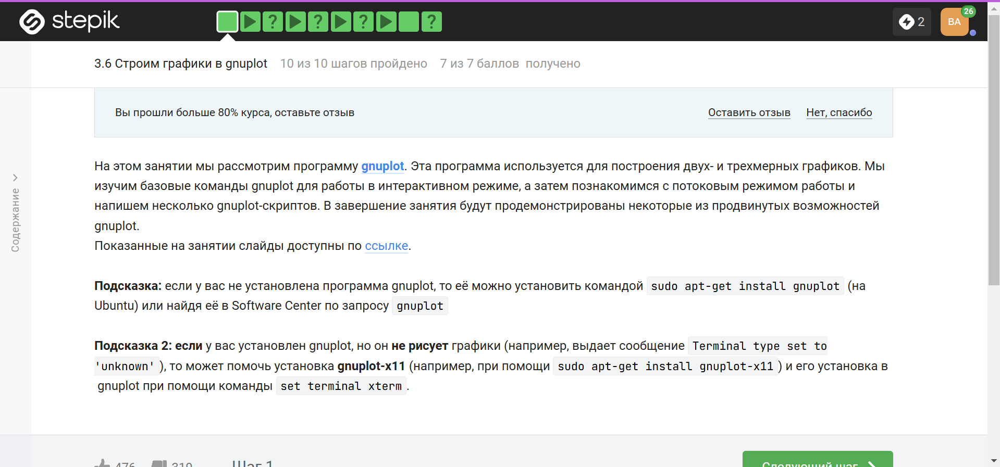 stepik
? ? ? ?
2
BA
26
3.6 Строим графики в gnuplot 10 из 10 шагов пройдено 7 из 7 баллов получено
Содержание
Вы прошли больше 80% курса, оставьте отзыв Оставить отзыв Нет, спасибо
На этом занятии мы рассмотрим программу gnuplot. Эта программа используется для построения двух- и трехмерных графиков. Мы
изучим базовые команды gnuplot для работы в интерактивном режиме, а затем познакомимся с потоковым режимом работы и
напишем несколько gnuplot-скриптов. В завершение занятия будут продемонстрированы некоторые из продвинутых возможностей
gnuplot.
Показанные на занятии слайды доступны по ссылке.
Подсказка: если у вас не установлена программа gnuplot, то её можно установить командой sudo apt-get install gnuplot (на
Ubuntu) или найдя её в Software Center по запросу gnuplot
Подсказка 2: если у вас установлен gnuplot, но он не рисует графики (например, выдает сообщение Terminal type set to
'unknown'), то может помочь установка gnuplot-x11 (например, при помощи sudo apt-get install gnuplot-x11) и его установка в
gnuplot при помощи команды set terminal xterm.
476 319 Шаг 1 Следующий шаг